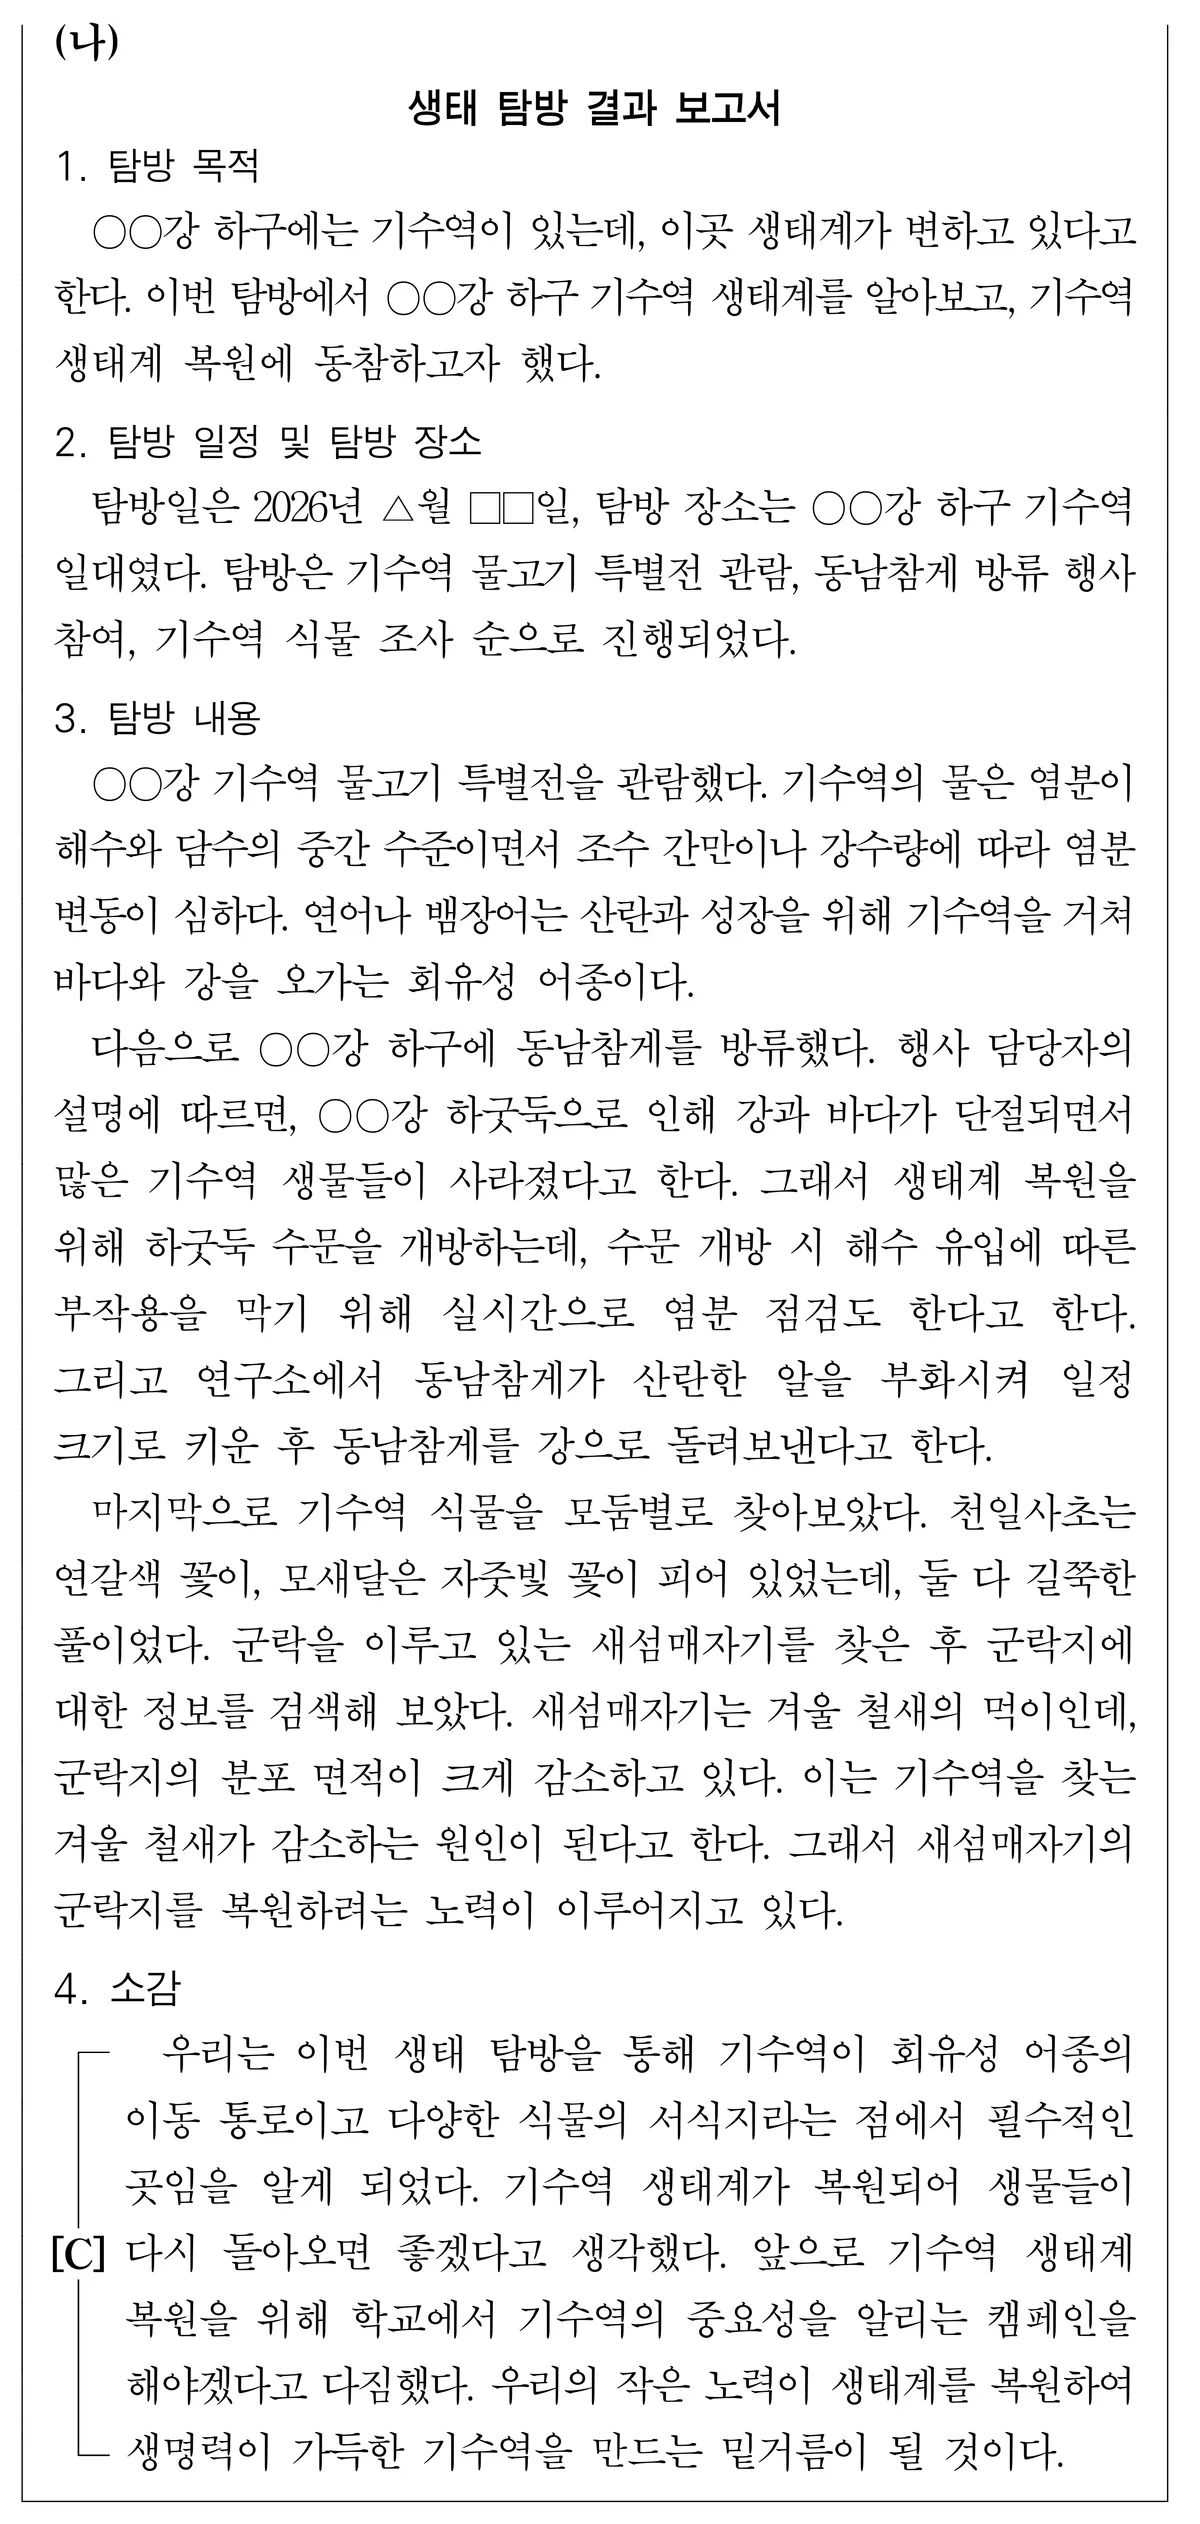 (나)
생태 탐방 결과 보고서
1. 탐방 목적
○○강 하구에는 기수역이 있는데, 이곳 생태계가 변하고 있다고
한다. 이번 탐방에서 ○○강 하구 기수역 생태계를 알아보고, 기수역
생태계 복원에 동참하고자 했다.
2. 탐방 일정 및 탐방 장소
탐방일은 2026년 △월 □□일, 탐방 장소는 ○○강 하구 기수역
일대였다. 탐방은 기수역 물고기 특별전 관람, 동남참게 방류 행사
참여, 기수역 식물 조사 순으로 진행되었다.
3. 탐방 내용
○○강 기수역 물고기 특별전을 관람했다. 기수역의 물은 염분이
해수와 담수의 중간 수준이면서 조수 간만이나 강수량에 따라 염분
변동이 심하다. 연어나 뱀장어는 산란과 성장을 위해 기수역을 거쳐
바다와 강을 오가는 회유성 어종이다.
다음으로 ○○강 하구에 동남참게를 방류했다. 행사 담당자의
설명에 따르면, ○○강 하굿둑으로 인해 강과 바다가 단절되면서
많은 기수역 생물들이 사라졌다고 한다. 그래서 생태계 복원을
위해 하굿둑 수문을 개방하는데, 수문 개방 시 해수 유입에 따른
부작용을 막기 위해 실시간으로 염분 점검도 한다고 한다.
그리고 연구소에서 동남참게가 산란한 알을 부화시켜 일정
크기로 키운 후 동남참게를 강으로 돌려보낸다고 한다.
마지막으로 기수역 식물을 모둠별로 찾아보았다. 천일사초는
연갈색 꽃이, 모새달은 자줏빛 꽃이 피어 있었는데, 둘 다 길쭉한
풀이었다. 군락을 이루고 있는 새섬매자기를 찾은 후 군락지에
대한 정보를 검색해 보았다. 새섬매자기는 겨울 철새의 먹이인데,
군락지의 분포 면적이 크게 감소하고 있다. 이는 기수역을 찾는
겨울 철새가 감소하는 원인이 된다고 한다. 그래서 새섬매자기의
군락지를 복원하려는 노력이 이루어지고 있다.
4. 소감
우리는 이번 생태 탐방을 통해 기수역이 회유성 어종의
이동 통로이고 다양한 식물의 서식지라는 점에서 필수적인
곳임을 알게 되었다. 기수역 생태계가 복원되어 생물들이
[C] 다시 돌아오면 좋겠다고 생각했다. 앞으로 기수역 생태계
복원을 위해 학교에서 기수역의 중요성을 알리는 캠페인을
해야겠다고 다짐했다. 우리의 작은 노력이 생태계를 복원하여
생명력이 가득한 기수역을 만드는 밑거름이 될 것이다.